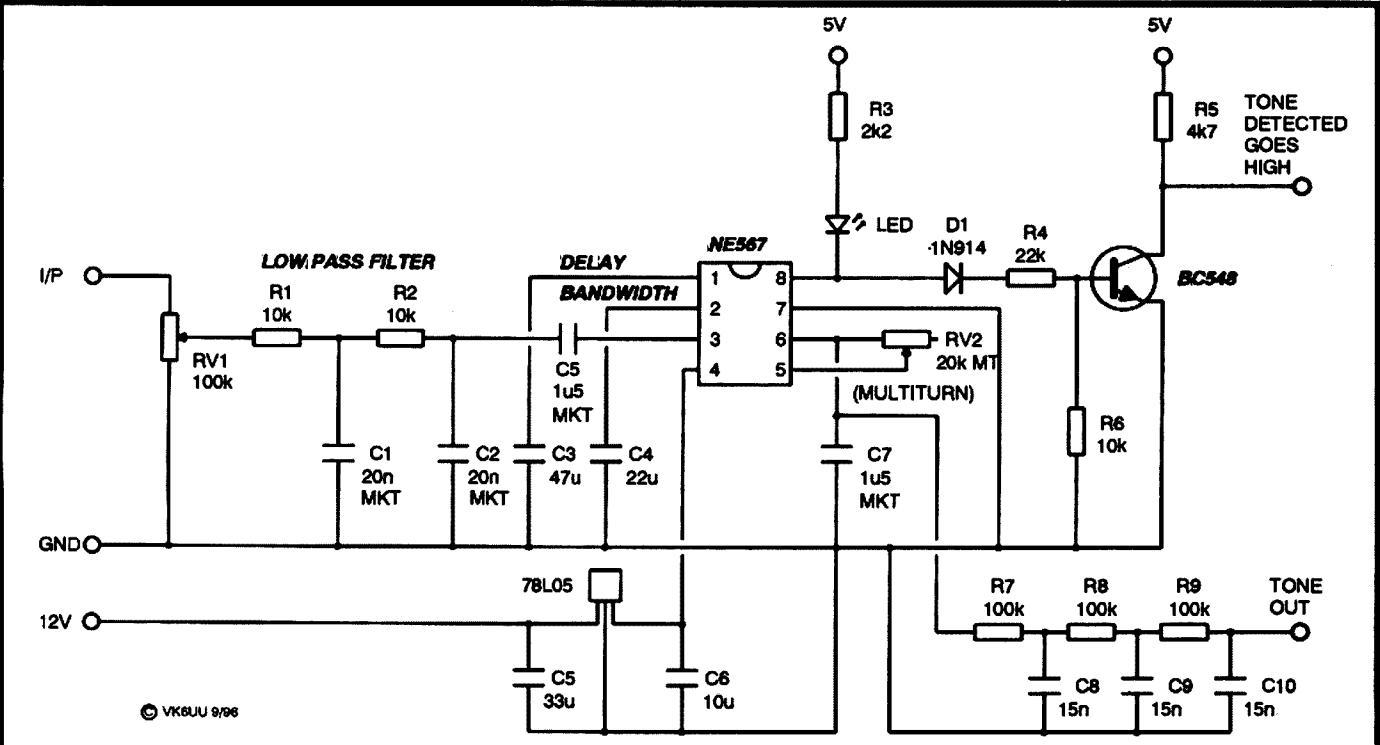 5V
5V
R3
2k2
R5
4k7
TONE
DETECTED
GOES
HIGH
LED
D1
1N914
R4
22k
BC548
NE567
I/P
LOW PASS FILTER
DELAY
BANDWIDTH
R1
10k
R2
10k
1
2
3
4
8
7
6
5
RV1
100k
C5
1u5
MKT
RV2
20k MT
(MULTITURN)
R6
10k
C1
20n
MKT
C2
20n
MKT
C3
47u
C4
22u
C7
1u5
MKT
GND
78L05
12V
R7
100k
R8
100k
R9
100k
TONE
OUT
C5
33u
C6
10u
C8
15n
C9
15n
C10
15n
© VK6UU 9/96